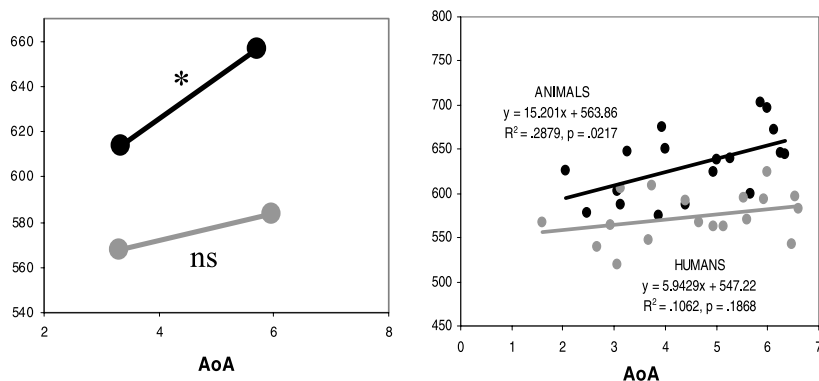 660
640
620
600
580
560
540
2 4 6 8
AoA
*
ns
800
750
700
650
600
550
500
450
0 1 2 3 4 5 6 7
AoA
ANIMALS
y = 15.201x + 563.86
R² = .2879, p = .0217
HUMANS
y = 5.9429x + 547.22
R² = .1062, p = .1868